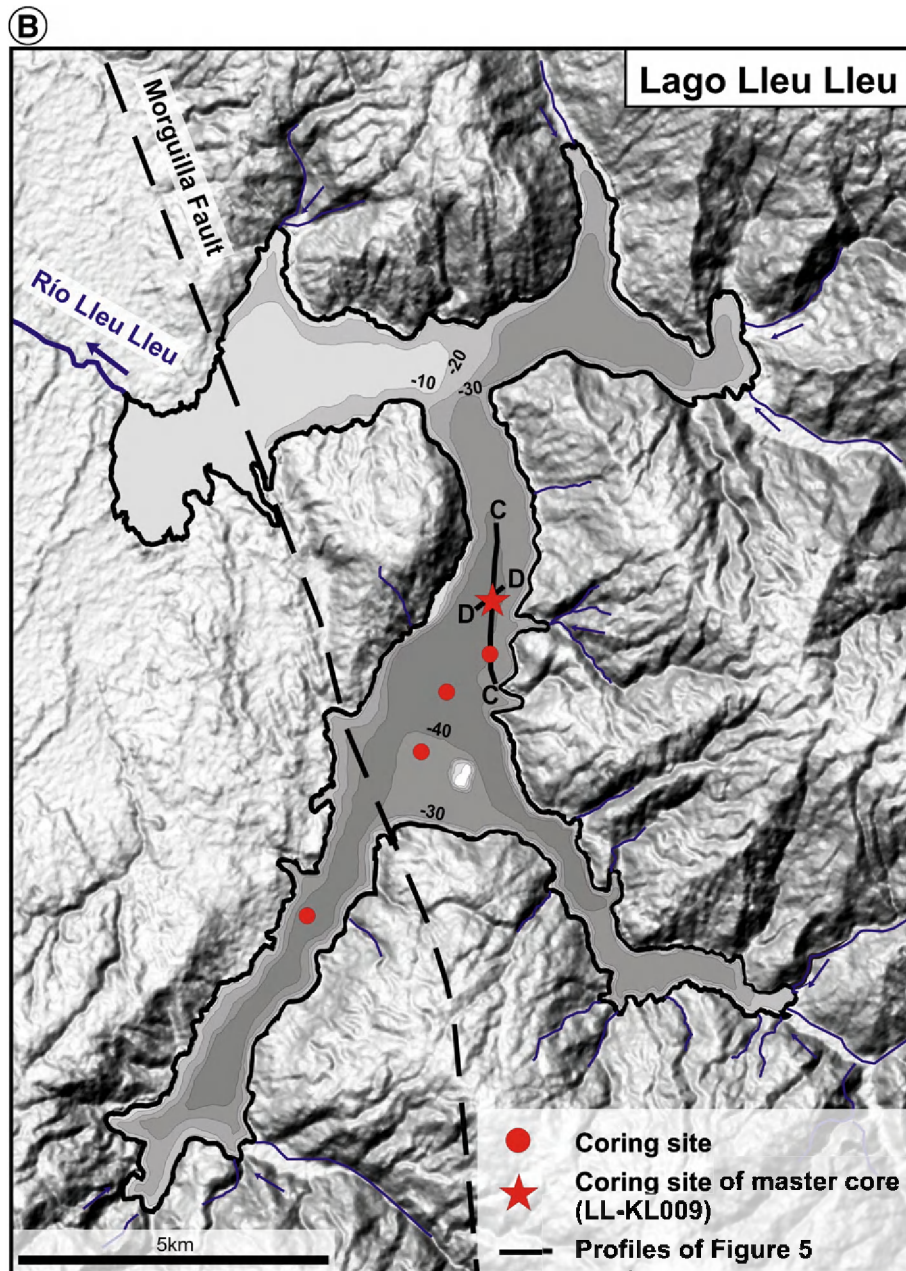 B
Lago Lleu Lleu
Morguilla Fault
Río Lleu Lleu
-20
-10
-30
C
D
D
C
-40
-30
Coring site
Coring site of master core
(LL-KL009)
Profiles of Figure 5
5km